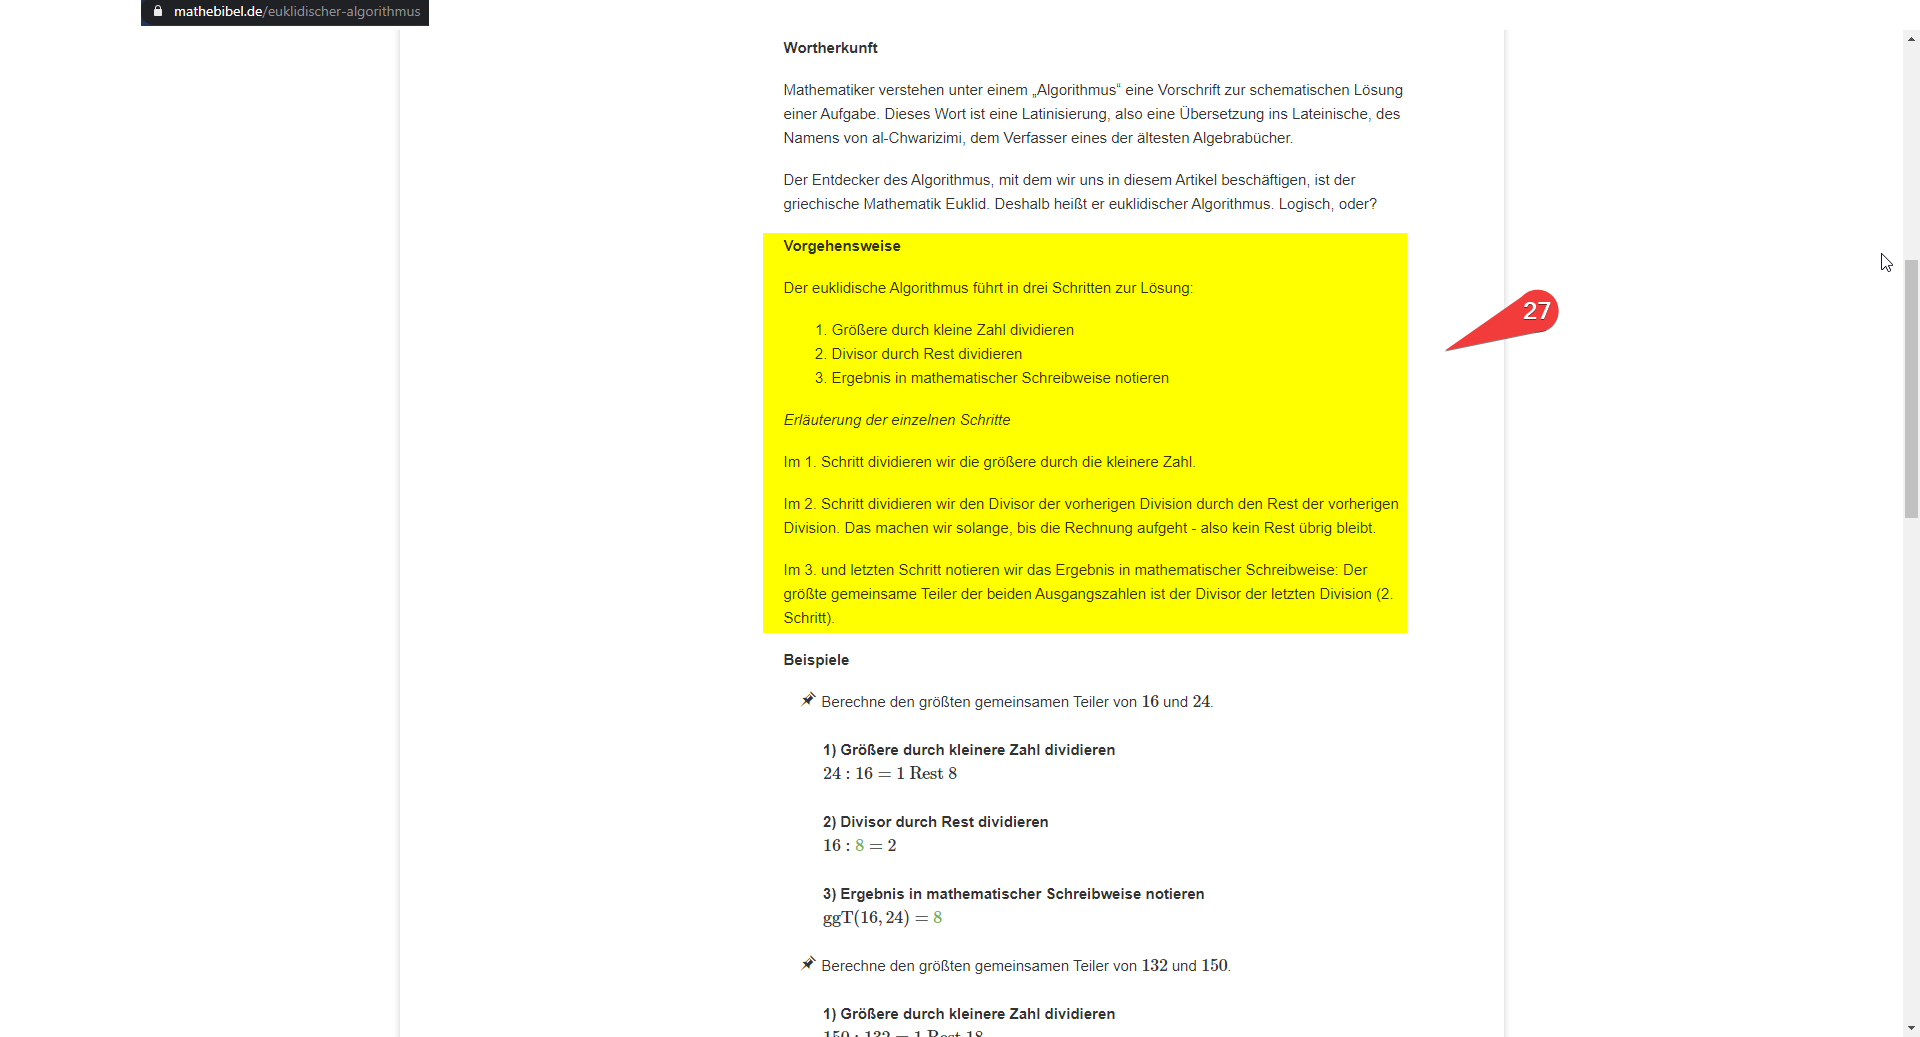 mathebibel.de/euklidischer-algorithmus
Wortherkunft
Mathematiker verstehen unter einem „Algorithmus“ eine Vorschrift zur schematischen Lösung
einer Aufgabe. Dieses Wort ist eine Latinisierung, also eine Übersetzung ins Lateinische, des
Namens von al-Chwarizimi, dem Verfasser eines der ältesten Algebrabücher.
Der Entdecker des Algorithmus, mit dem wir uns in diesem Artikel beschäftigen, ist der
griechische Mathematik Euklid. Deshalb heißt er euklidischer Algorithmus. Logisch, oder?
Vorgehensweise
Der euklidische Algorithmus führt in drei Schritten zur Lösung:
27
1. Größere durch kleine Zahl dividieren
2. Divisor durch Rest dividieren
3. Ergebnis in mathematischer Schreibweise notieren
Erläuterung der einzelnen Schritte
Im 1. Schritt dividieren wir die größere durch die kleinere Zahl.
Im 2. Schritt dividieren wir den Divisor der vorherigen Division durch den Rest der vorherigen
Division. Das machen wir solange, bis die Rechnung aufgeht - also kein Rest übrig bleibt.
Im 3. und letzten Schritt notieren wir das Ergebnis in mathematischer Schreibweise: Der
größte gemeinsame Teiler der beiden Ausgangszahlen ist der Divisor der letzten Division (2.
Schritt).
Beispiele
Berechne den größten gemeinsamen Teiler von 16 und 24.
1) Größere durch kleinere Zahl dividieren
24 : 16 = 1 Rest 8
2) Divisor durch Rest dividieren
16 : 8 = 2
3) Ergebnis in mathematischer Schreibweise notieren
ggT(16, 24) = 8
Berechne den größten gemeinsamen Teiler von 132 und 150.
1) Größere durch kleinere Zahl dividieren
150 : 132 = 1 Rest 18